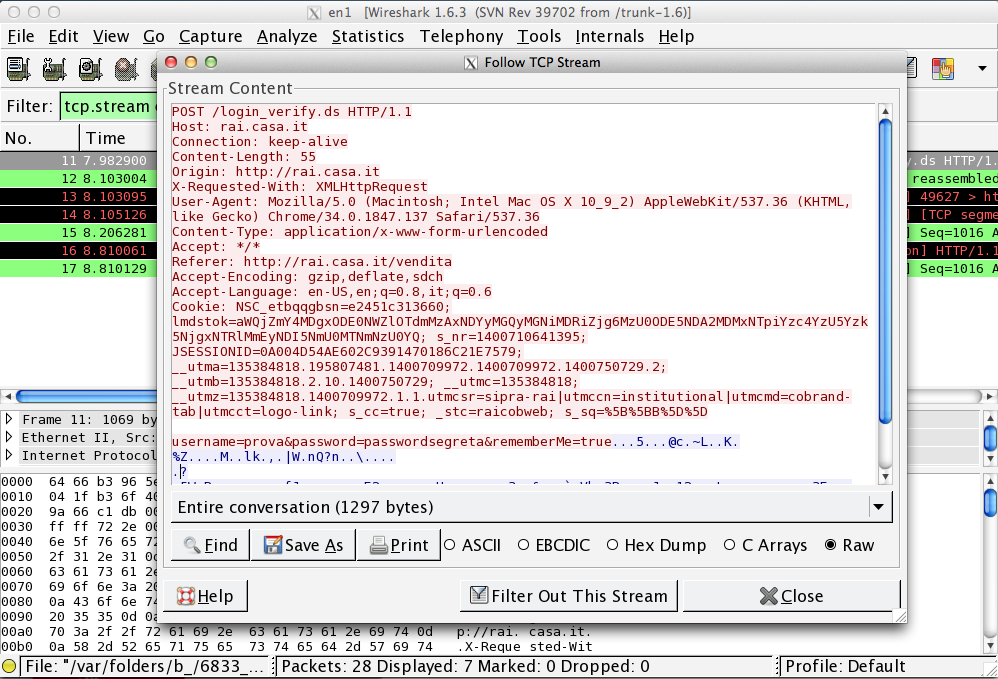 en1 [Wireshark 1.6.3 (SVN Rev 39702 from /trunk-1.6)]
File Edit View Go Capture Analyze Statistics Telephony Tools Internals Help
Follow TCP Stream
Filter: tcp.stream
Stream Content
No. Time
11 7.982900
12 8.103004
13 8.103095
14 8.105126
15 8.206281
16 8.810061
17 8.810129
y.ds HTTP/1.
reassembled
] 49627 > ht
] [TCP segme
] Seq=1016 A
on] HTTP/1.1
] Seq=1016 A
POST /login_verify.ds HTTP/1.1
Host: rai.casa.it
Connection: keep-alive
Content-Length: 55
Origin: http://rai.casa.it
X-Requested-With: XMLHttpRequest
User-Agent: Mozilla/5.0 (Macintosh; Intel Mac OS X 10_9_2) AppleWebKit/537.36 (KHTML,
like Gecko) Chrome/34.0.1847.137 Safari/537.36
Content-Type: application/x-www-form-urlencoded
Accept: */*
Referer: http://rai.casa.it/vendita
Accept-Encoding: gzip,deflate,sdch
Accept-Language: en-US,en;q=0.8,it;q=0.6
Cookie: NSC_etbqqgbsn=e2451c313660;
lmdstok=aWQjZmY4MDgxODE0NWZlOTdmMzAxNDYyMGQyMGNiMDRiZjg6MzU0ODE5NDA2MDMxNTpiYzc4YzU5Yzk
5NjgxNTRlMmEyNDI5NmU0MTNmNzU0YQ; s_nr=1400710641395;
JSESSIONID=0A004D54AE602C9391470186C21E7579;
__utma=135384818.195807481.1400709972.1400709972.1400750729.2;
__utmb=135384818.2.10.1400750729; __utmc=135384818;
__utmz=135384818.1400709972.1.1.utmcsr=sipra-rai|utmccn=institutional|utmcmd=cobrand-
tab|utmcct=logo-link; s_cc=true; _stc=raicobweb; s_sq=%5B%5BB%5D%5D
username=prova&password=passwordsegreta&rememberMe=true...5...@c.~L..K.
%Z....M..lk.,.|W.nQ?n..\....
.?
Entire conversation (1297 bytes)
Find Save As Print ASCII EBCDIC Hex Dump C Arrays Raw
Help Filter Out This Stream Close
Frame 11: 1069 by
Ethernet II, Src:
Internet Protocol
0000 64 66 b3 96 5e
0010 04 1f b3 6f 40
0020 9a 66 c1 db 00
0030 ff ff 72 2e 00
0040 6e 5f 76 65 72
0050 2f 31 2e 31 0d
0060 63 61 73 61 2e
0070 69 6f 6e 3a 20
0080 0a 43 6f 6e 74
0090 20 35 35 0d 0a
00a0 70 3a 2f 2f 72 61 69 2e 63 61 73 61 2e 69 74 0d p://rai. casa.it.
00b0 0a 58 2d 52 65 71 75 65 73 74 65 64 2d 57 69 74 .X-Reque sted-Wit
File: "/var/folders/b_/6833_... Packets: 28 Displayed: 7 Marked: 0 Dropped: 0 Profile: Default